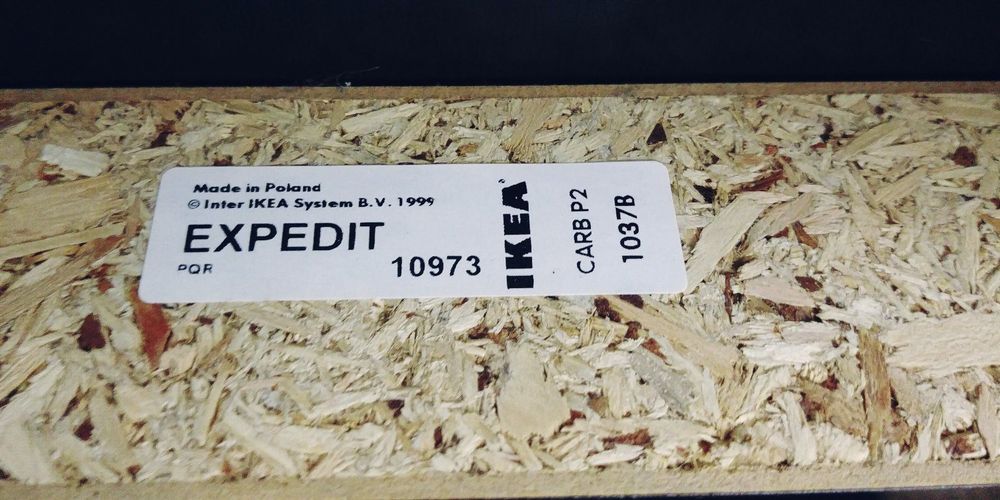 Made in Poland
© Inter IKEA System B.V. 1999
EXPEDIT
PQR
10973
IKEA
CARB P2
1037B